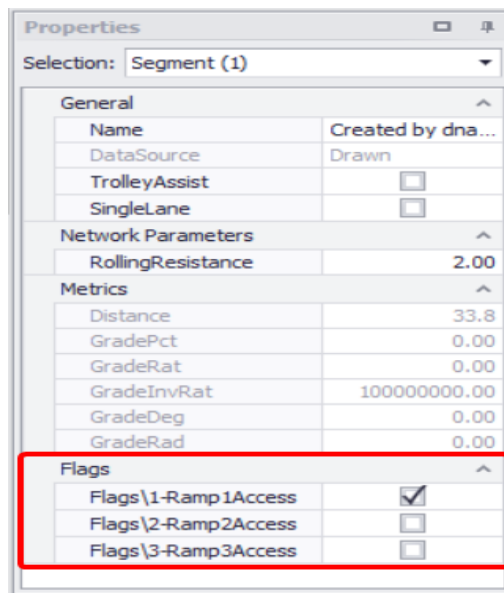 Properties
Selection: Segment (1)
General
Name Created by dna...
DataSource Drawn
TrolleyAssist
SingleLane
Network Parameters
RollingResistance 2.00
Metrics
Distance 33.8
GradePct 0.00
GradeRat 0.00
GradeInvRat 100000000.00
GradeDeg 0.00
GradeRad 0.00
Flags
Flags\1-Ramp1Access
Flags\2-Ramp2Access
Flags\3-Ramp3Access